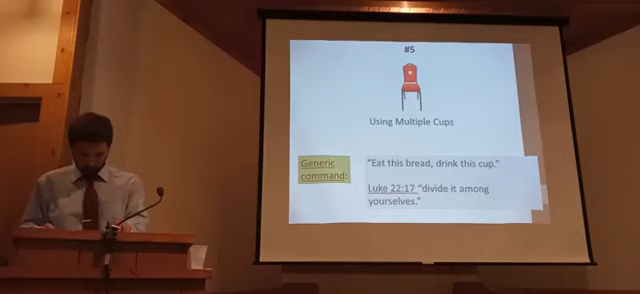 #5
Using Multiple Cups
Generic
command:
"Eat this bread, drink this cup."
Luke 22:17 "divide it among
yourselves."